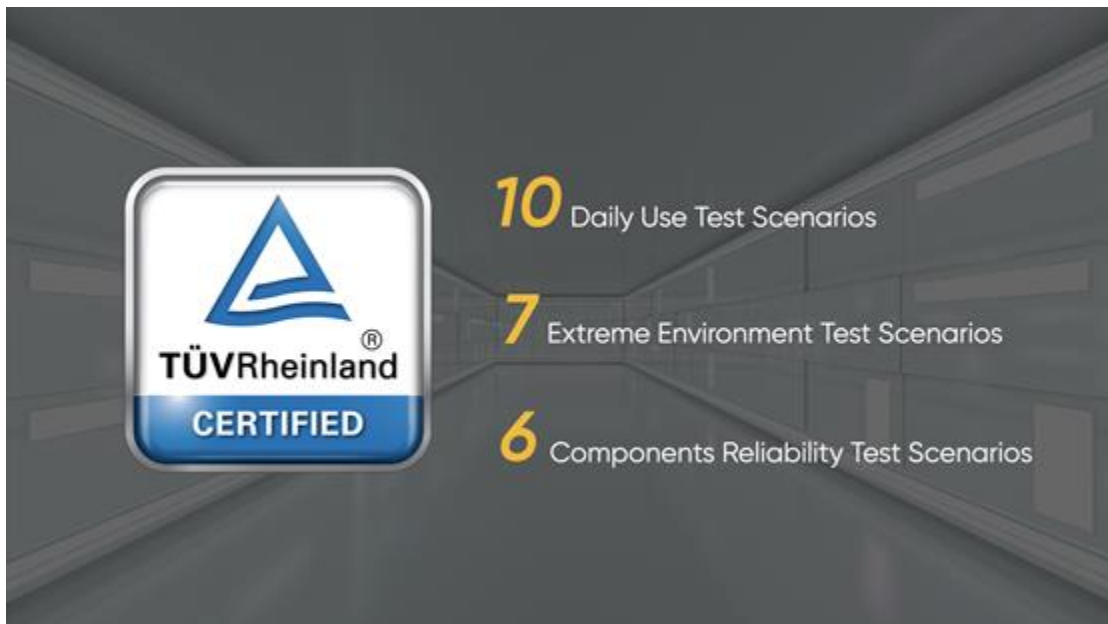 ®
TÜVRheinland
CERTIFIED
10 Daily Use Test Scenarios
7 Extreme Environment Test Scenarios
6 Components Reliability Test Scenarios